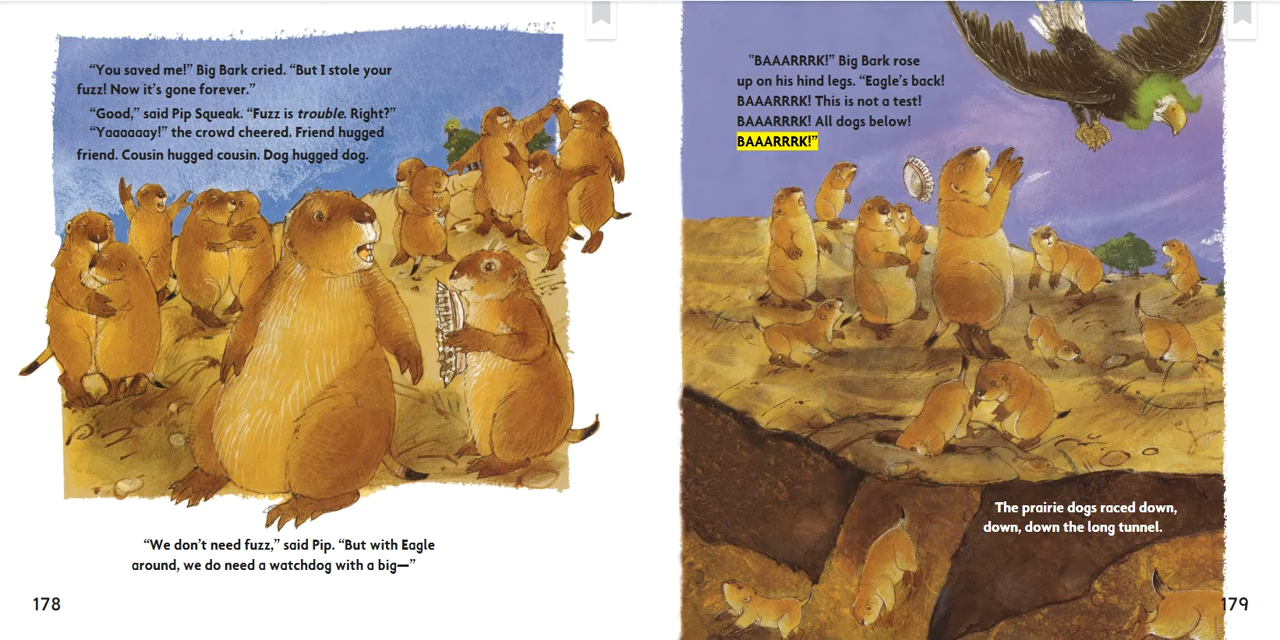 “You saved me!” Big Bark cried. “But I stole your
fuzz! Now it’s gone forever.”
“Good,” said Pip Squeak. “Fuzz is trouble. Right?”
“Yaaaaaay!” the crowd cheered. Friend hugged
friend. Cousin hugged cousin. Dog hugged dog.
“We don’t need fuzz,” said Pip. “But with Eagle
around, we do need a watchdog with a big—”
178
"BAAARRRK!” Big Bark rose
up on his hind legs. “Eagle’s back!
BAAARRRK! This is not a test!
BAAARRRK! All dogs below!
BAAARRRK!”
The prairie dogs raced down,
down, down the long tunnel.
179